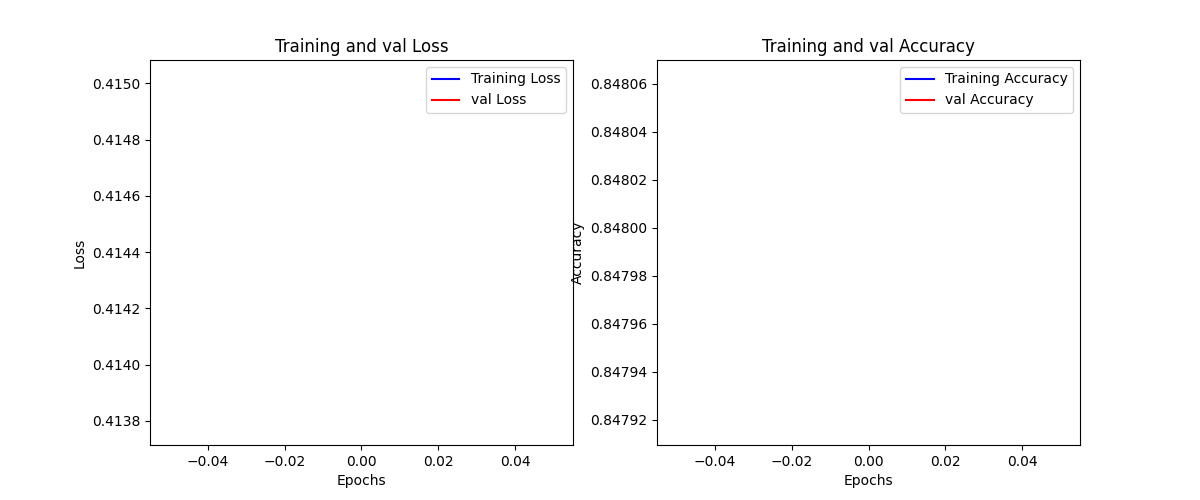 Training and val Loss
Training Loss
val Loss
0.4150
0.4148
0.4146
0.4144
0.4142
0.4140
0.4138
Loss
−0.04 −0.02 0.00 0.02 0.04
Epochs
Training and val Accuracy
Training Accuracy
val Accuracy
0.84806
0.84804
0.84802
0.84800
0.84798
0.84796
0.84794
0.84792
Accuracy
−0.04 −0.02 0.00 0.02 0.04
Epochs